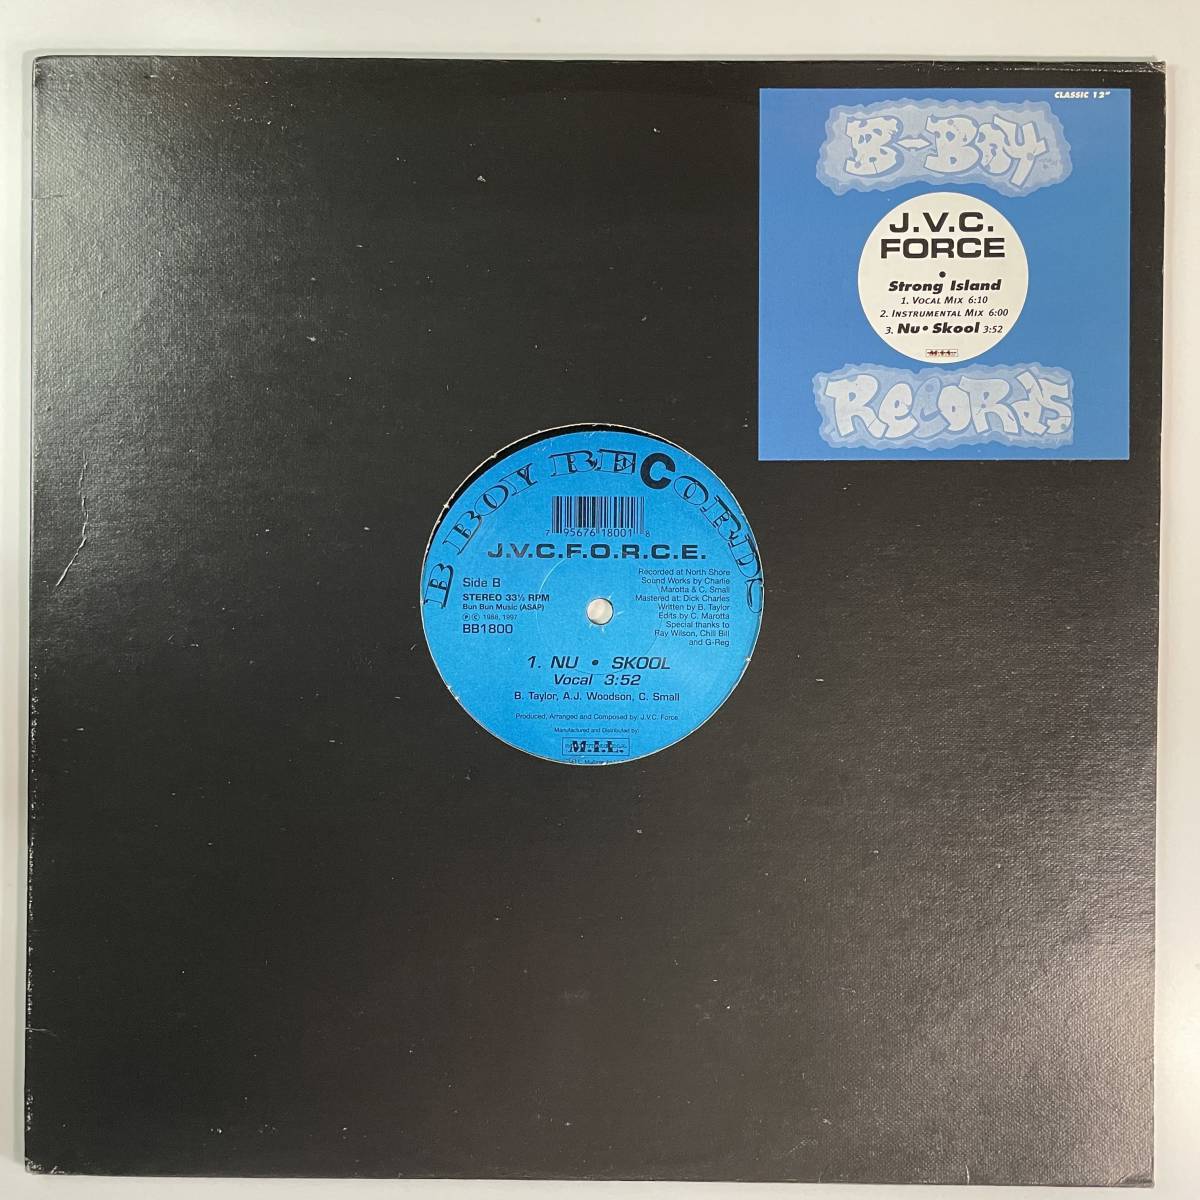 CLASSIC 12"
B-Boy
J.V.C.
FORCE
•
Strong Island
1. VOCAL MIX 6:10
2. INSTRUMENTAL MIX 6:00
3. Nu • Skool 3:52
RECORDS
B BOY RECORDS
7 95676 18001 8
J.V.C.F.O.R.C.E.
Side B
STEREO 33⅓ RPM
Bun Bun Music (ASAP)
℗ © 1988, 1997
BB1800
Recorded at North Shore
Sound Works by Charlie
Marotta & C. Small
Mastered at: Dick Charles
Written by B. Taylor
Edits by C. Marotta
Special thanks to
Ray Wilson, Chill Bill
and G-Reg
1. NU • SKOOL
Vocal 3:52
B. Taylor, A.J. Woodson, C. Small
Produced, Arranged and Composed by: J.V.C. Force
Manufactured and Distributed by:
M.I.L.